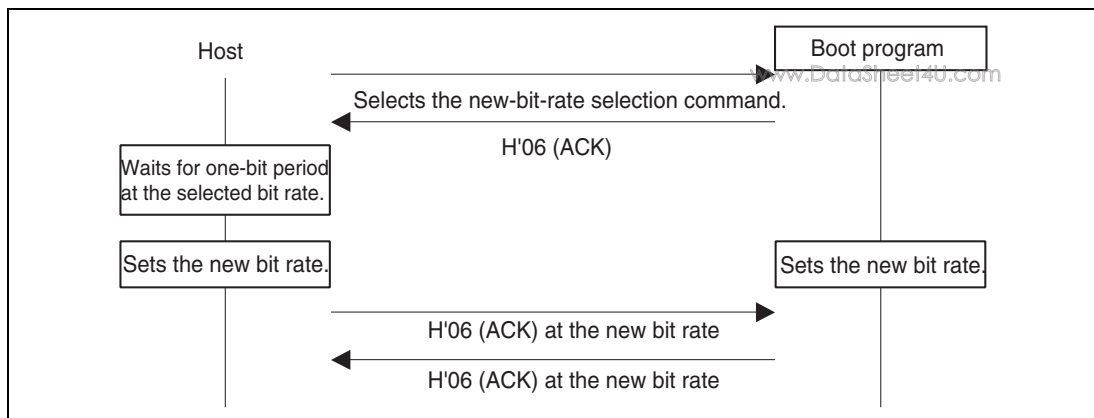 Host
Boot program
www.DataSheet4U.com
Selects the new-bit-rate selection command.
H'06 (ACK)
Waits for one-bit period
at the selected bit rate.
Sets the new bit rate.
Sets the new bit rate.
H'06 (ACK) at the new bit rate
H'06 (ACK) at the new bit rate